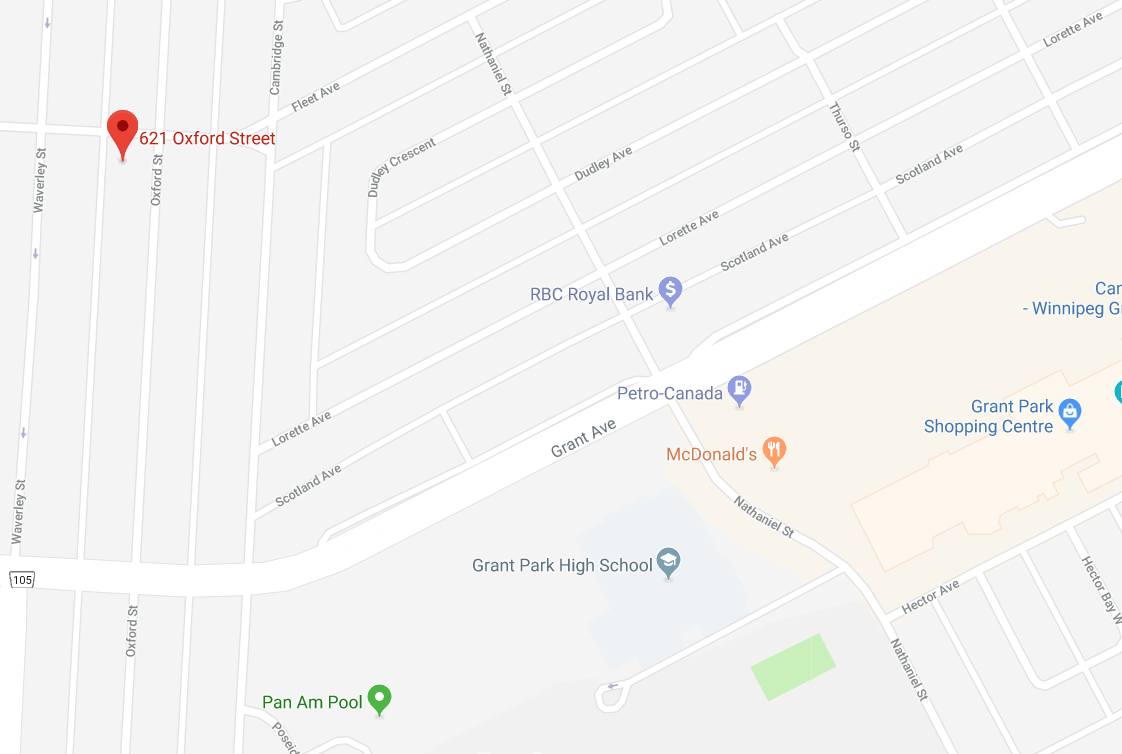 Cambridge St
Nathaniel St
Lorette Ave
Fleet Ave
621 Oxford Street
Thurso St
Waverley St
Oxford St
Dudley Crescent
Dudley Ave
Scotland Ave
Lorette Ave
Scotland Ave
RBC Royal Bank
Car
- Winnipeg G
Petro-Canada
Grant Park
Shopping Centre
Lorette Ave
Grant Ave
McDonald's
Scotland Ave
Waverley St
Nathaniel St
105
Grant Park High School
Hector Ave
Hector Bay W
Oxford St
Nathaniel St
Pan Am Pool
Poseid